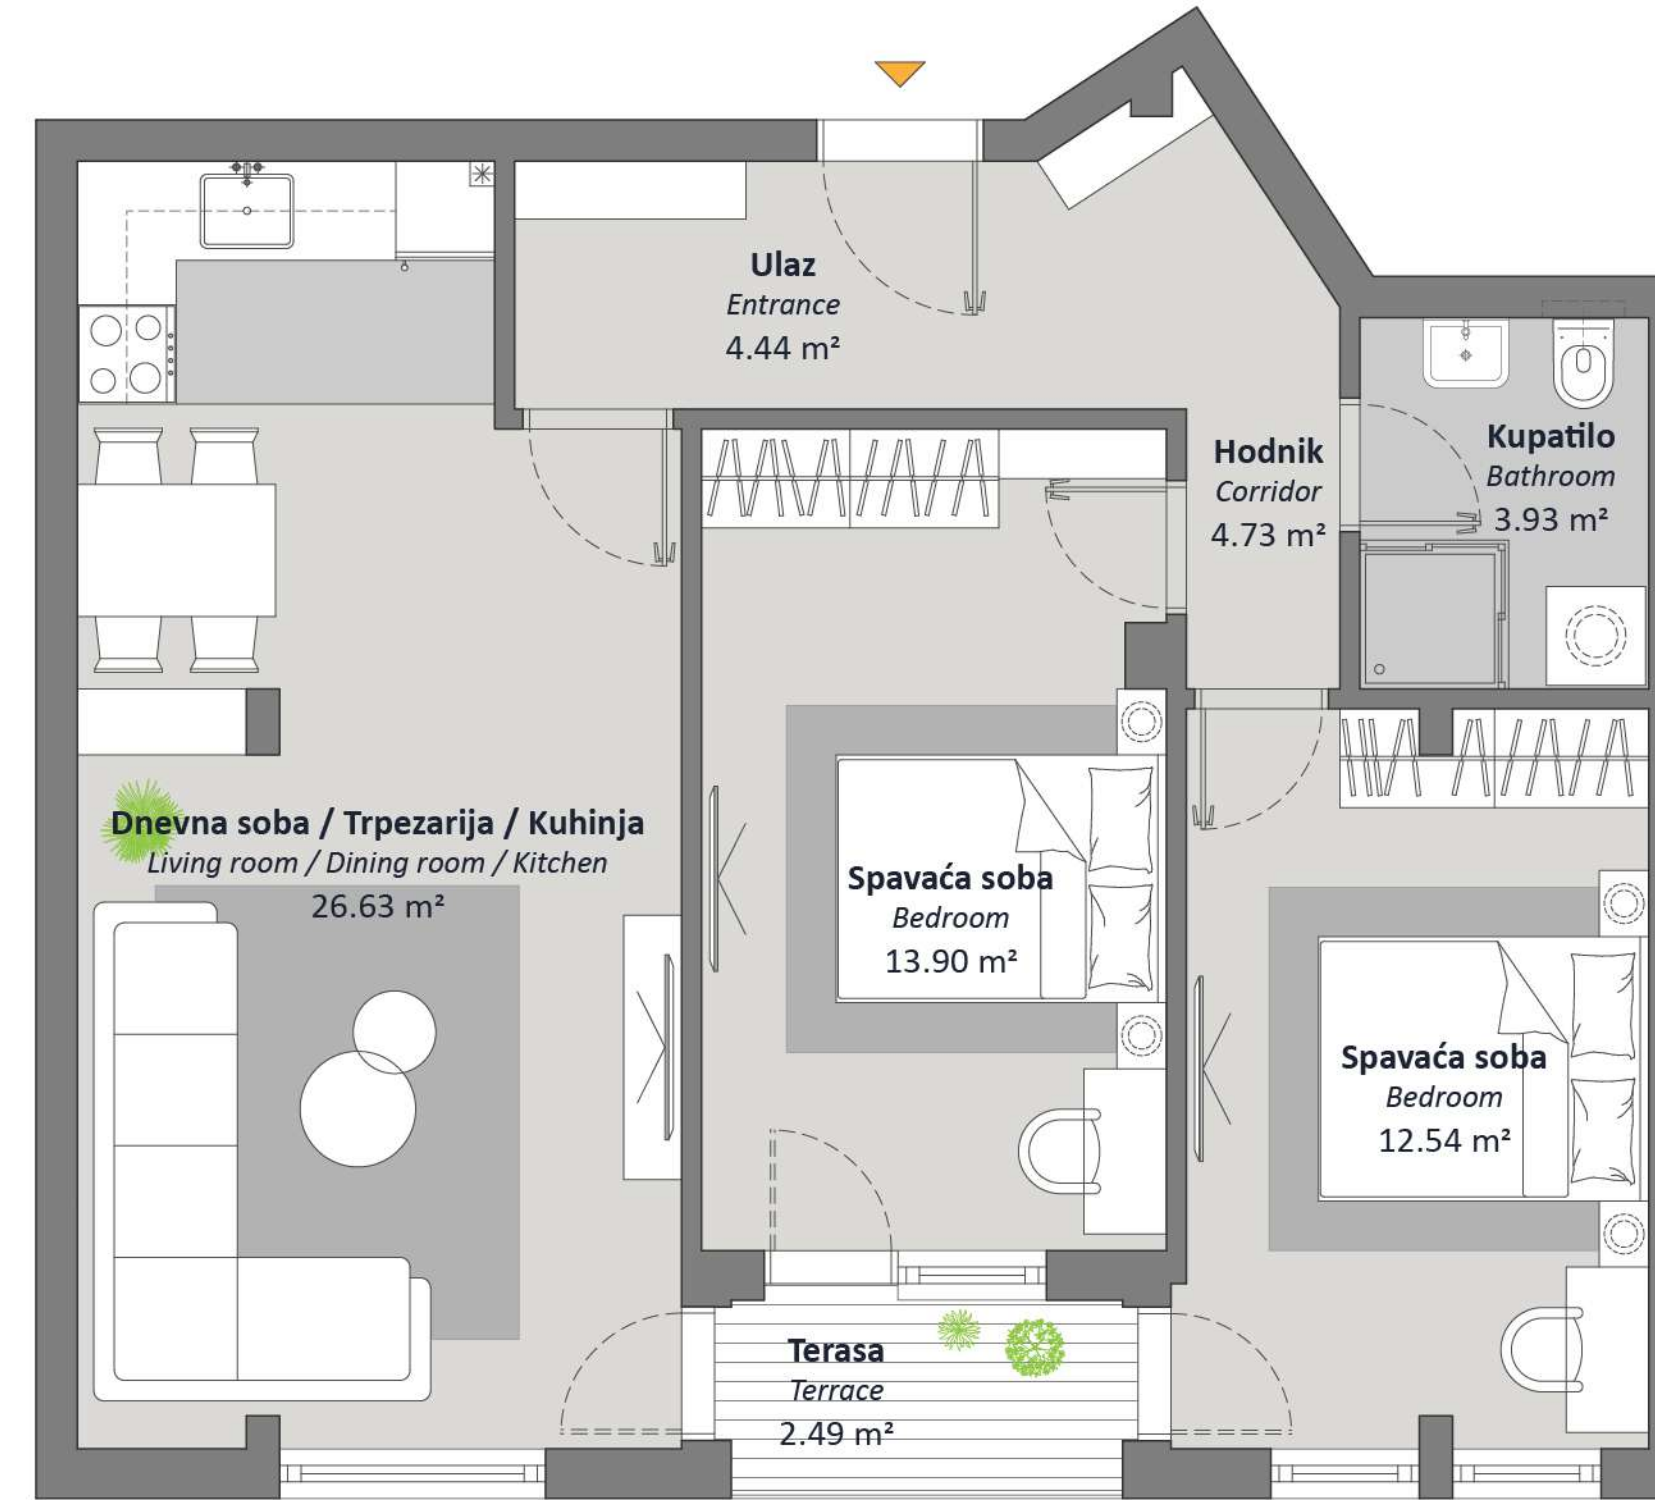 Ulaz
Entrance
4.44 m²
Hodnik
Corridor
4.73 m²
Kupatilo
Bathroom
3.93 m²
Dnevna soba / Trpezarija / Kuhinja
Living room / Dining room / Kitchen
26.63 m²
Spavaća soba
Bedroom
13.90 m²
Spavaća soba
Bedroom
12.54 m²
Terasa
Terrace
2.49 m²